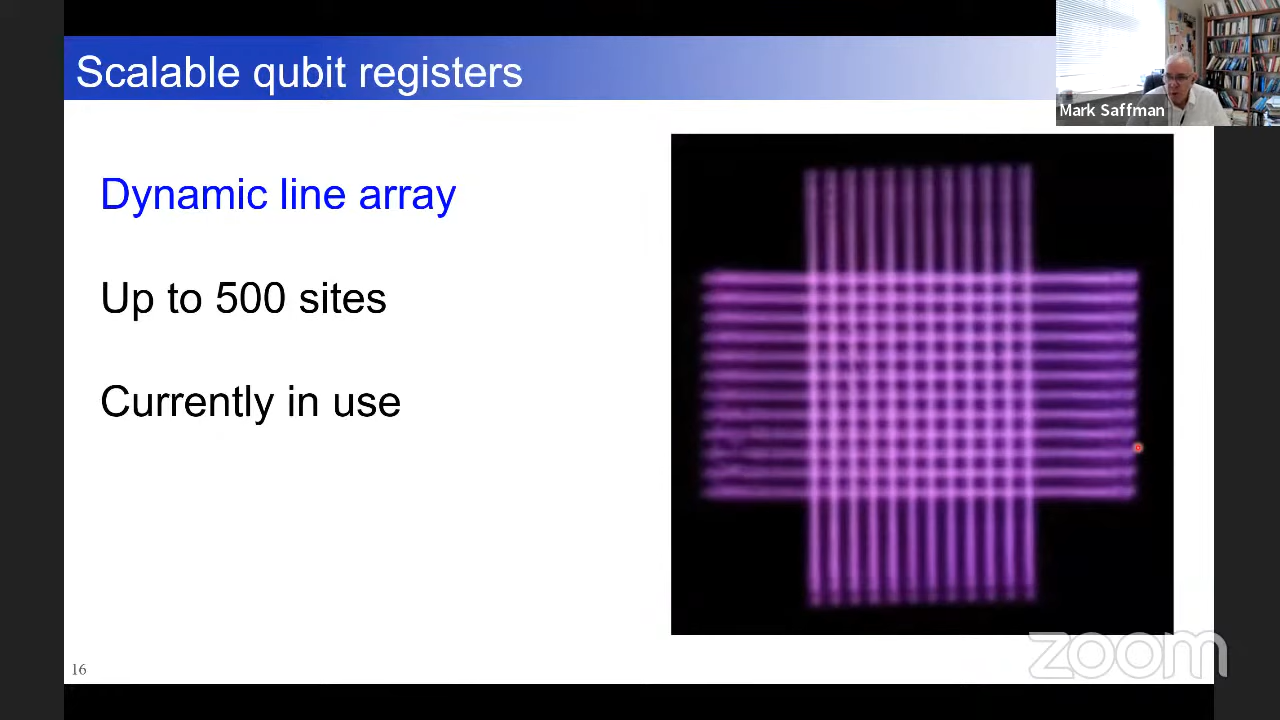 Scalable qubit registers
Mark Saffman
Dynamic line array
Up to 500 sites
Currently in use
16
zoom